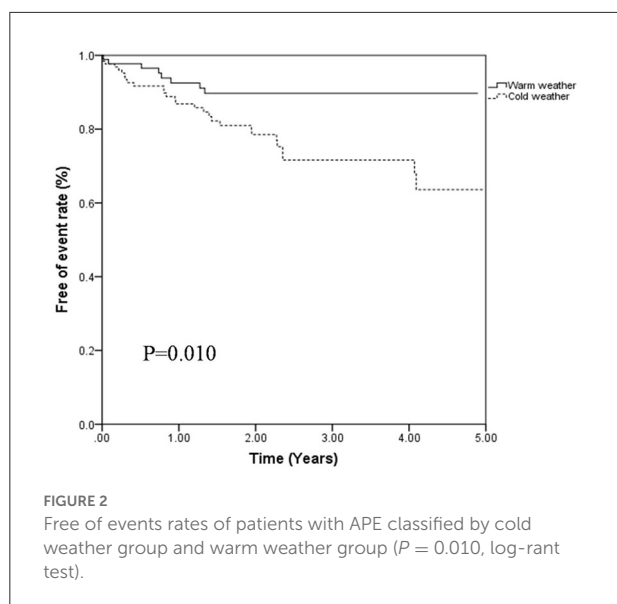 1.0
0.8
0.6
0.4
0.2
0.0
Free of event rate (%)
Warm weather
Cold weather
P=0.010
.00 1.00 2.00 3.00 4.00 5.00
Time (Years)
FIGURE 2
Free of events rates of patients with APE classified by cold
weather group and warm weather group (P = 0.010, log-rant
test).